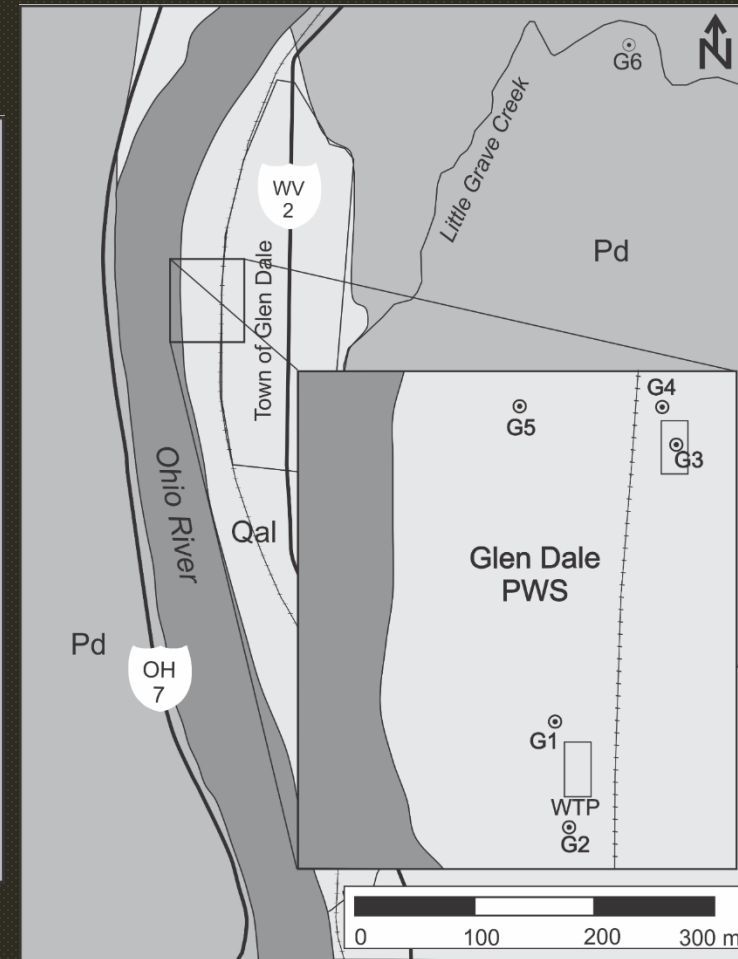 N
G6
Little Grave Creek
WV
2
Pd
Town of Glen Dale
G4
G5
G3
Ohio River
Qal
Glen Dale
PWS
Pd
OH
7
G1
WTP
G2
0 100 200 300 m